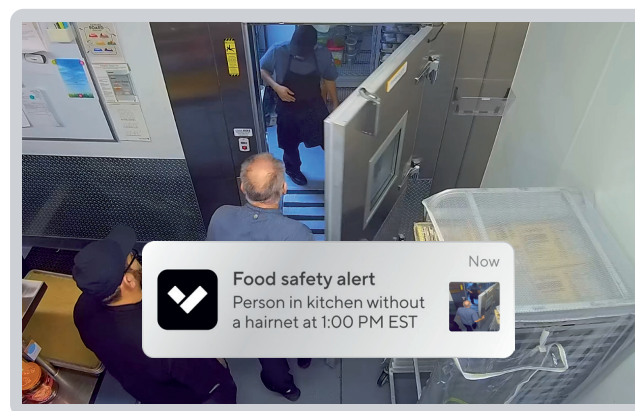 Now
Food safety alert
Person in kitchen without
a hairnet at 1:00 PM EST